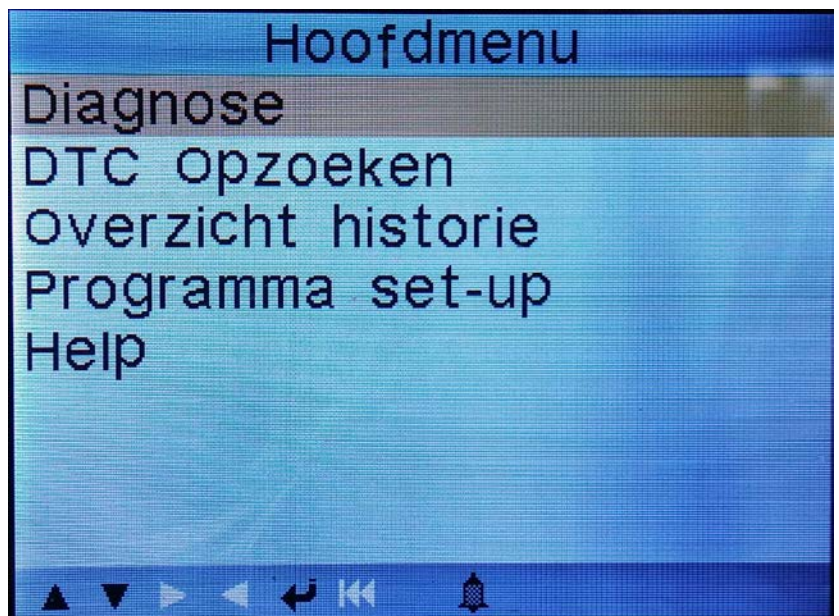 Hoofdmenu
Diagnose
DTC Opzoeken
Overzicht historie
Programma set-up
Help